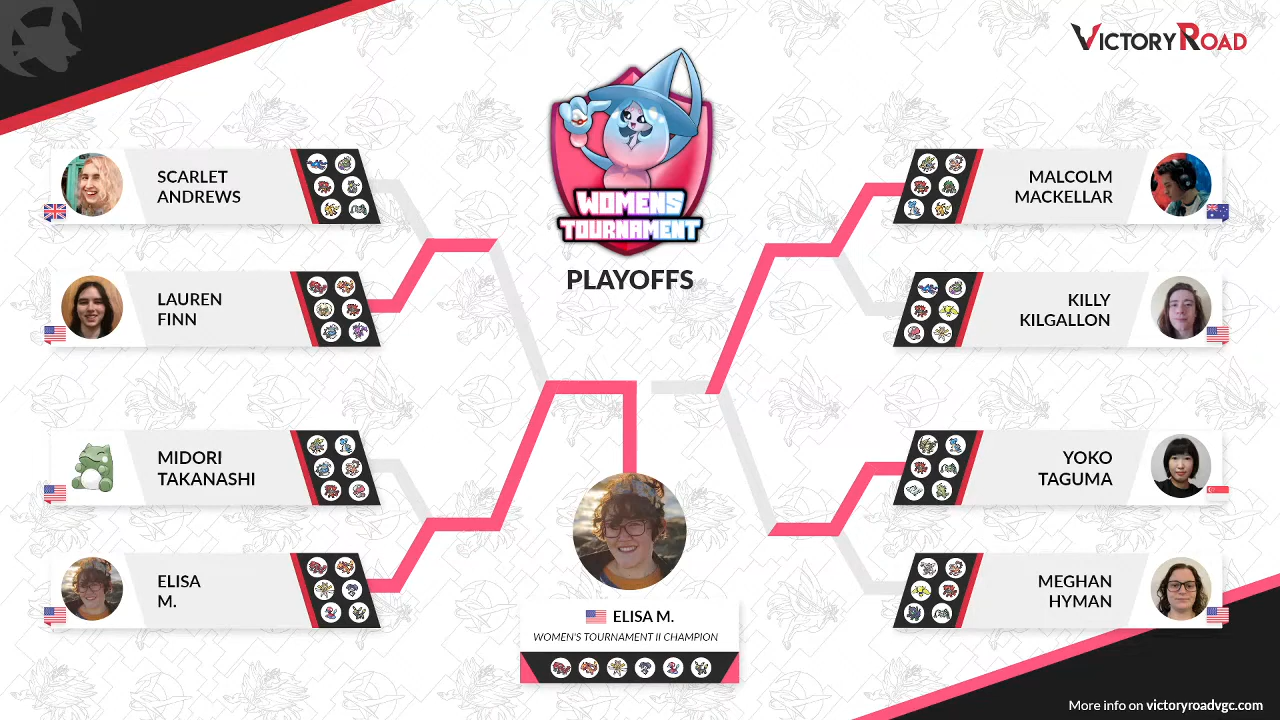 VICTORY ROAD
WOMENS
TOURNAMENT
PLAYOFFS
SCARLET
ANDREWS
LAUREN
FINN
MIDORI
TAKANASHI
ELISA
M.
MALCOLM
MACKELLAR
KILLY
KILGALLON
YOKO
TAGUMA
MEGHAN
HYMAN
ELISA M.
WOMEN'S TOURNAMENT II CHAMPION
More info on victoryroadvgc.com